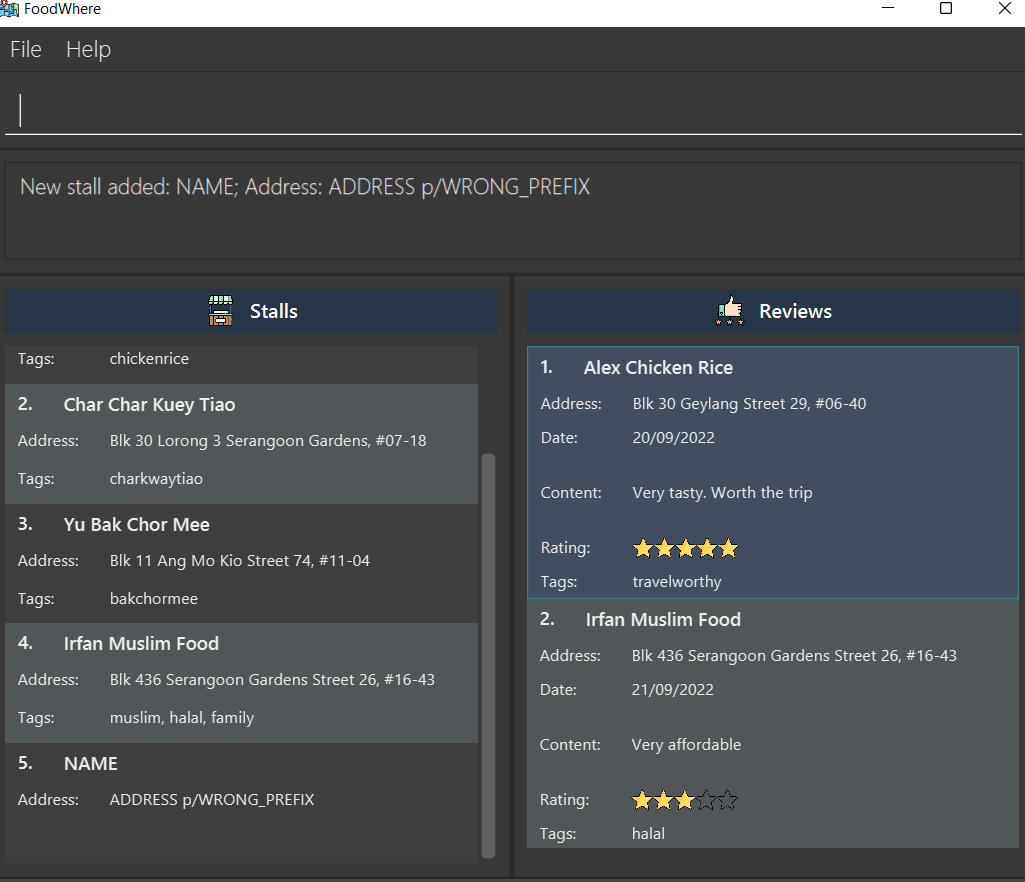 FoodWhere
File Help
New stall added: NAME; Address: ADDRESS p/WRONG_PREFIX
Stalls
Tags: chickenrice
2. Char Char Kuey Tiao
Address: Blk 30 Lorong 3 Serangoon Gardens, #07-18
Tags: charkwaytiao
3. Yu Bak Chor Mee
Address: Blk 11 Ang Mo Kio Street 74, #11-04
Tags: bakchormee
4. Irfan Muslim Food
Address: Blk 436 Serangoon Gardens Street 26, #16-43
Tags: muslim, halal, family
5. NAME
Address: ADDRESS p/WRONG_PREFIX
Reviews
1. Alex Chicken Rice
Address: Blk 30 Geylang Street 29, #06-40
Date: 20/09/2022
Content: Very tasty. Worth the trip
Rating:
Tags: travelworthy
2. Irfan Muslim Food
Address: Blk 436 Serangoon Gardens Street 26, #16-43
Date: 21/09/2022
Content: Very affordable
Rating:
Tags: halal